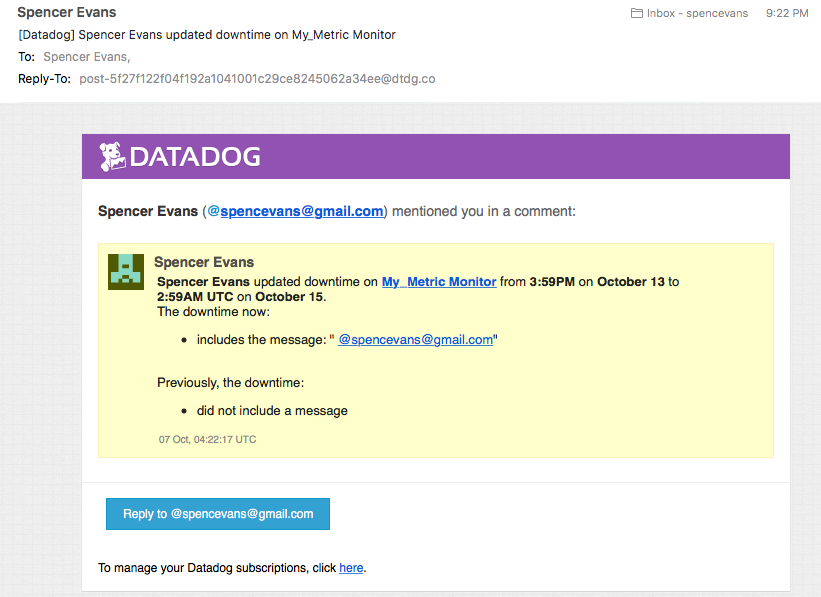 Spencer Evans
Inbox - spencevans 9:22 PM
[Datadog] Spencer Evans updated downtime on My_Metric Monitor
To: Spencer Evans,
Reply-To: post-5f27f122f04f192a1041001c29ce8245062a34ee@dtdg.co
DATADOG
Spencer Evans (@spencevans@gmail.com) mentioned you in a comment:
Spencer Evans
Spencer Evans updated downtime on My_Metric Monitor from 3:59PM on October 13 to
2:59AM UTC on October 15.
The downtime now:
• includes the message: " @spencevans@gmail.com"
Previously, the downtime:
• did not include a message
07 Oct, 04:22:17 UTC
Reply to @spencevans@gmail.com
To manage your Datadog subscriptions, click here.